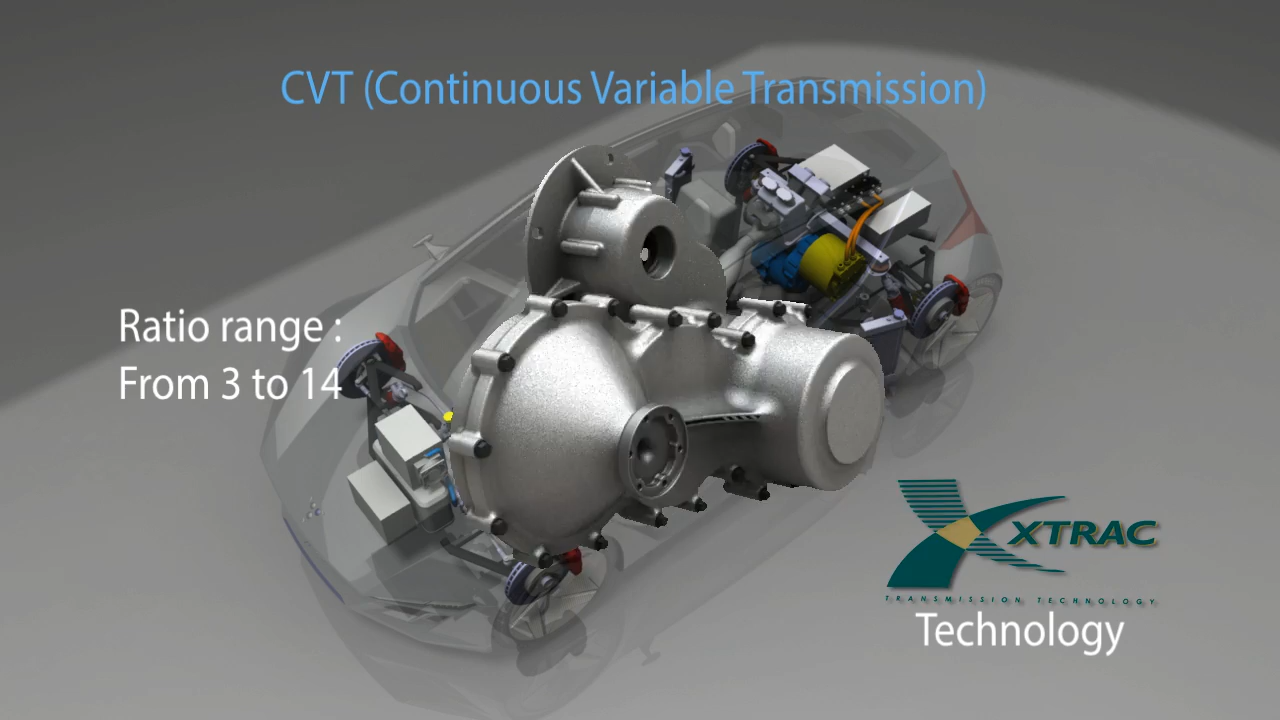 CVT (Continuous Variable Transmission)
Ratio range :
From 3 to 14
XTRAC
TRANSMISSION TECHNOLOGY
Technology